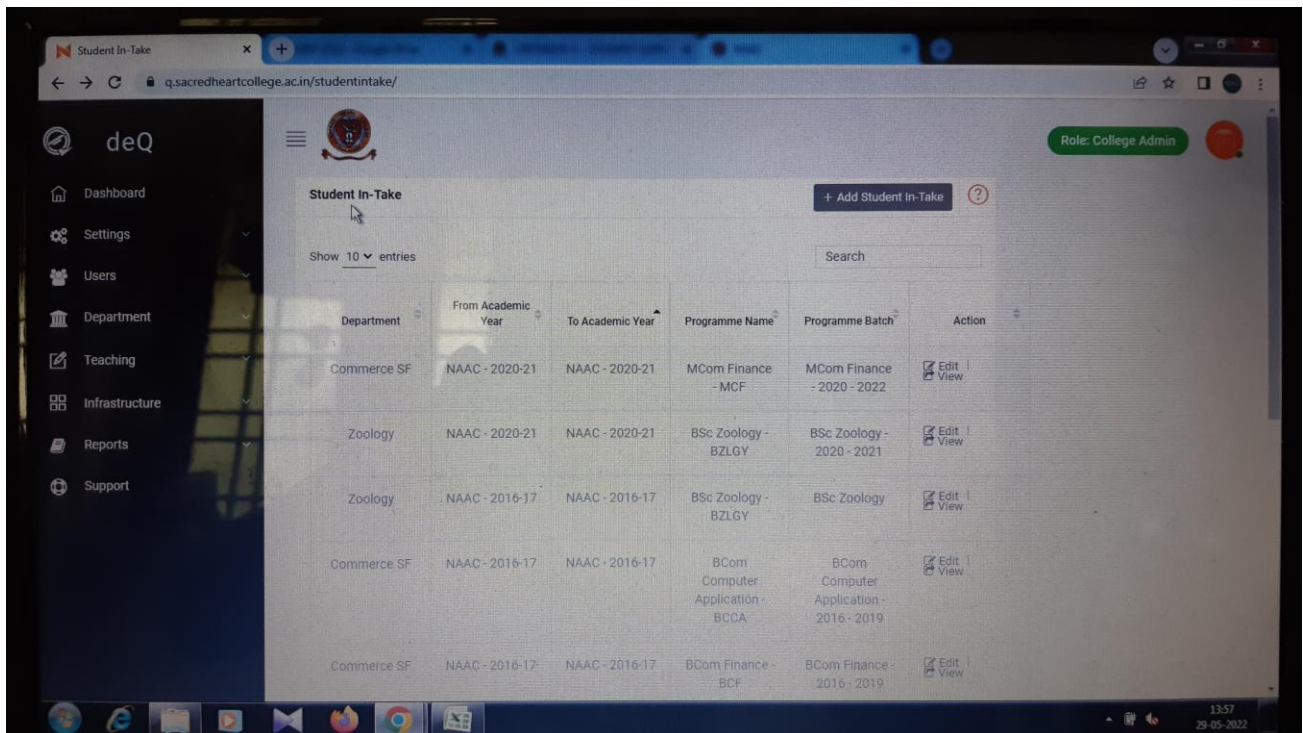 Student In-Take
q.sacredheartcollege.ac.in/studentintake/
deQ
Role: College Admin
Dashboard
Settings
Users
Department
Teaching
Infrastructure
Reports
Support
Student In-Take
+ Add Student In-Take ?
Show 10 entries
Search
Department From Academic Year To Academic Year Programme Name Programme Batch Action
Commerce SF NAAC - 2020-21 NAAC - 2020-21 MCom Finance - MCF MCom Finance - 2020 - 2022 Edit | View
Zoology NAAC - 2020-21 NAAC - 2020-21 BSc Zoology - BZLGY BSc Zoology - 2020 - 2021 Edit | View
Zoology NAAC - 2016-17 NAAC - 2016-17 BSc Zoology - BZLGY BSc Zoology Edit | View
Commerce SF NAAC - 2016-17 NAAC - 2016-17 BCom Computer Application - BCCA BCom Computer Application - 2016 - 2019 Edit | View
Commerce SF NAAC - 2016-17 NAAC - 2016-17 BCom Finance - BCF BCom Finance - 2016 - 2019 Edit | View
13:57
29-05-2022